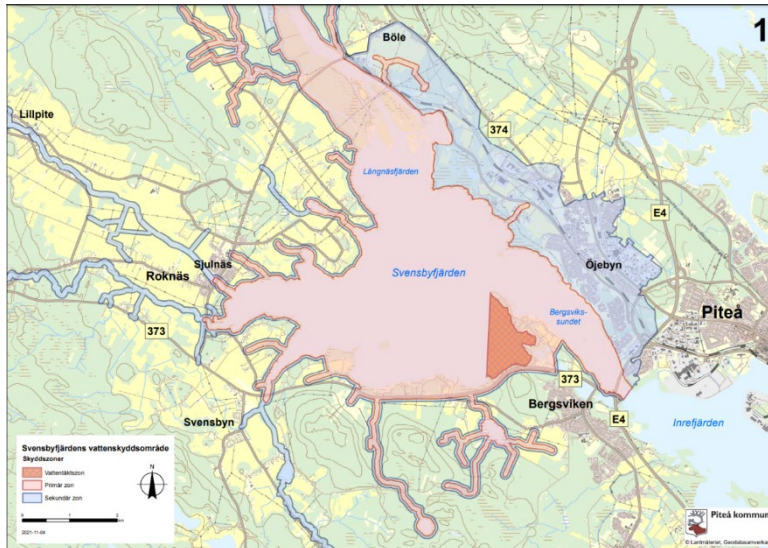 1
Böle
Lillpite
374
Långnäsfjärden
E4
Sjulnäs
Roknäs
Svensbyfjärden
Öjebyn
Piteå
Bergsviks-
sundet
373
373
Svensbyn
Bergsviken
E4
Inrefjärden
Svensbyfjärdens vattenskyddsområde
Skyddszoner
Vattentäktszon
Primär zon
Sekundär zon
N
0 1 2
2021-11-04
Piteå kommun
© Lantmäteriet, Geodatasamverkan